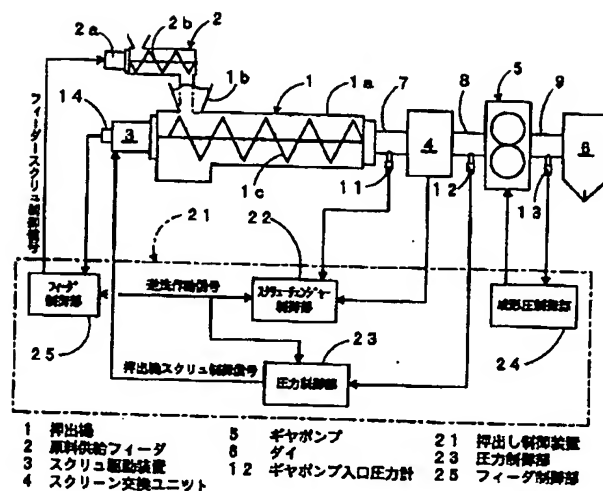 2a
2b
2
5
1b
1
1a
7
8
9
14
3
4
6
1c
11
12
13
フィーダースクリュ制御信号
21
22
フィーダ
制御部
逆洗作動信号
スクリューチェンジャー
制御部
成形圧制御部
25
23
24
押出機スクリュ制御信号
圧力制御部
1 押出機
2 原料供給フィーダ
3 スクリュ駆動装置
4 スクリーン交換ユニット
5 ギヤポンプ
6 ダイ
12 ギヤポンプ入口圧力計
21 押出し制御装置
23 圧力制御部
25 フィーダ制御部